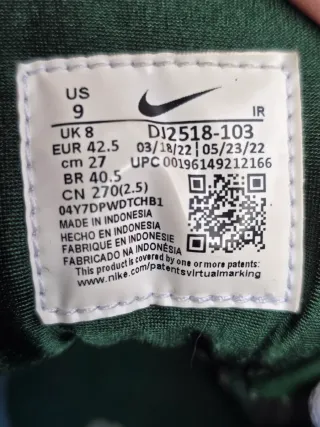 US
9
IR
UK 8
DJ2518-103
EUR 42.5
03/18/22 | 05/23/22
cm 27
UPC 00196149212166
BR 40.5
CN 270(2.5)
04Y7DPWDTCHB1
MADE IN INDONESIA
HECHO EN INDONESIA
FABRIQUE EN INDONESIE
FABRICADO NA INDONÉSIA
This product is covered by one or more patents:
www.nike.com/patentsvirtualmarking